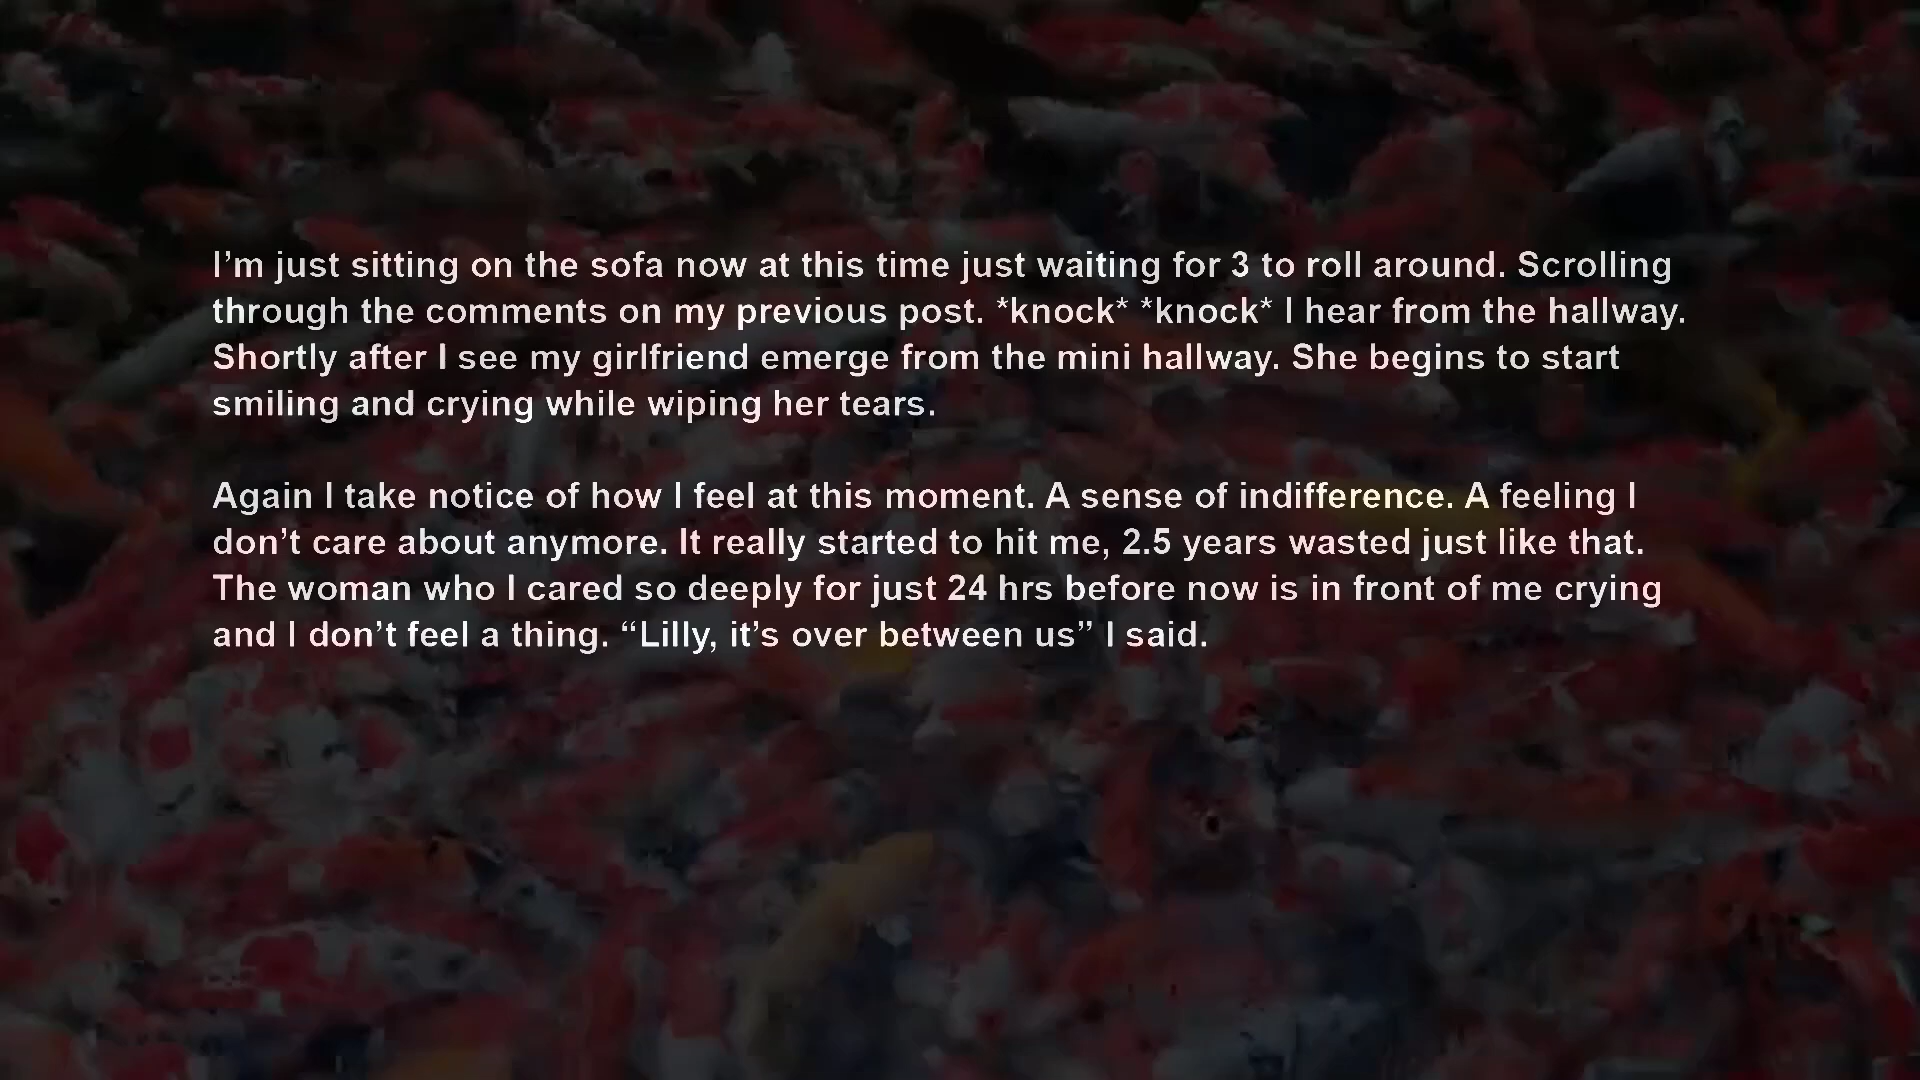 I’m just sitting on the sofa now at this time just waiting for 3 to roll around. Scrolling
through the comments on my previous post. *knock* *knock* I hear from the hallway.
Shortly after I see my girlfriend emerge from the mini hallway. She begins to start
smiling and crying while wiping her tears.
Again I take notice of how I feel at this moment. A sense of indifference. A feeling I
don’t care about anymore. It really started to hit me, 2.5 years wasted just like that.
The woman who I cared so deeply for just 24 hrs before now is in front of me crying
and I don’t feel a thing. “Lilly, it’s over between us” I said.